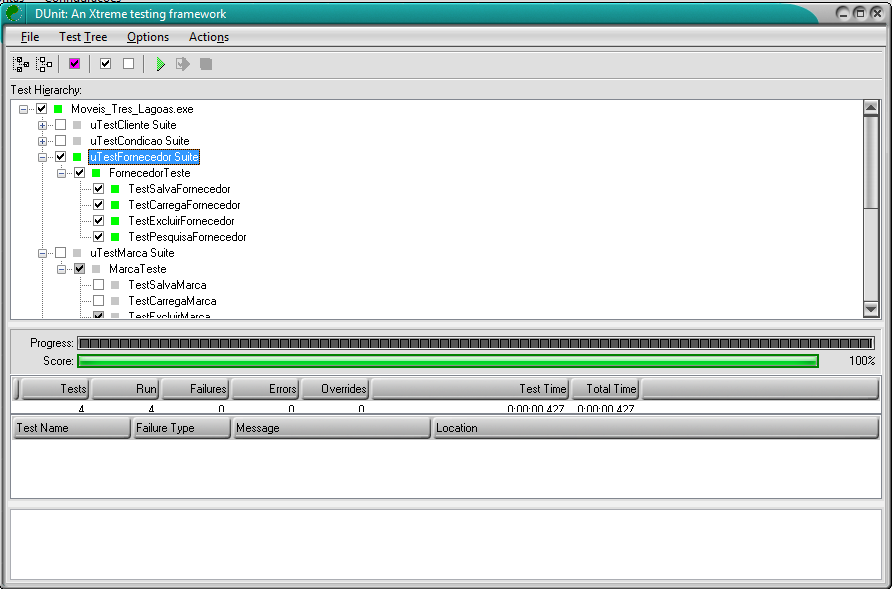 DUnit: An Xtreme testing framework
File Test Tree Options Actions
Test Hierarchy:
Moveis_Tres_Lagoas.exe
uTestCliente Suite
uTestCondicao Suite
uTestFornecedor Suite
FornecedorTeste
TestSalvaFornecedor
TestCarregaFornecedor
TestExcluirFornecedor
TestPesquisaFornecedor
uTestMarca Suite
MarcaTeste
TestSalvaMarca
TestCarregaMarca
TestExcluirMarca
Progress:
Score: 100%
Tests Run Failures Errors Overrides Test Time Total Time
4 4 0 0 0 0:00:00.427 0:00:00.427
Test Name Failure Type Message Location